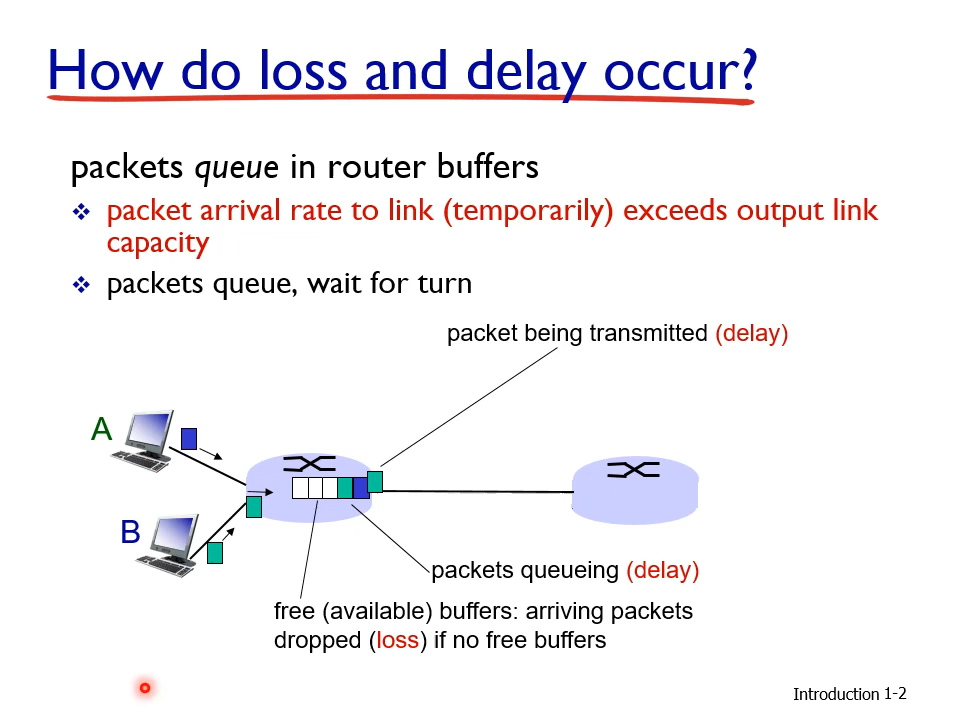 How do loss and delay occur?
packets queue in router buffers
packet arrival rate to link (temporarily) exceeds output link
capacity
packets queue, wait for turn
packet being transmitted (delay)
A
B
packets queueing (delay)
free (available) buffers: arriving packets
dropped (loss) if no free buffers
Introduction 1-2